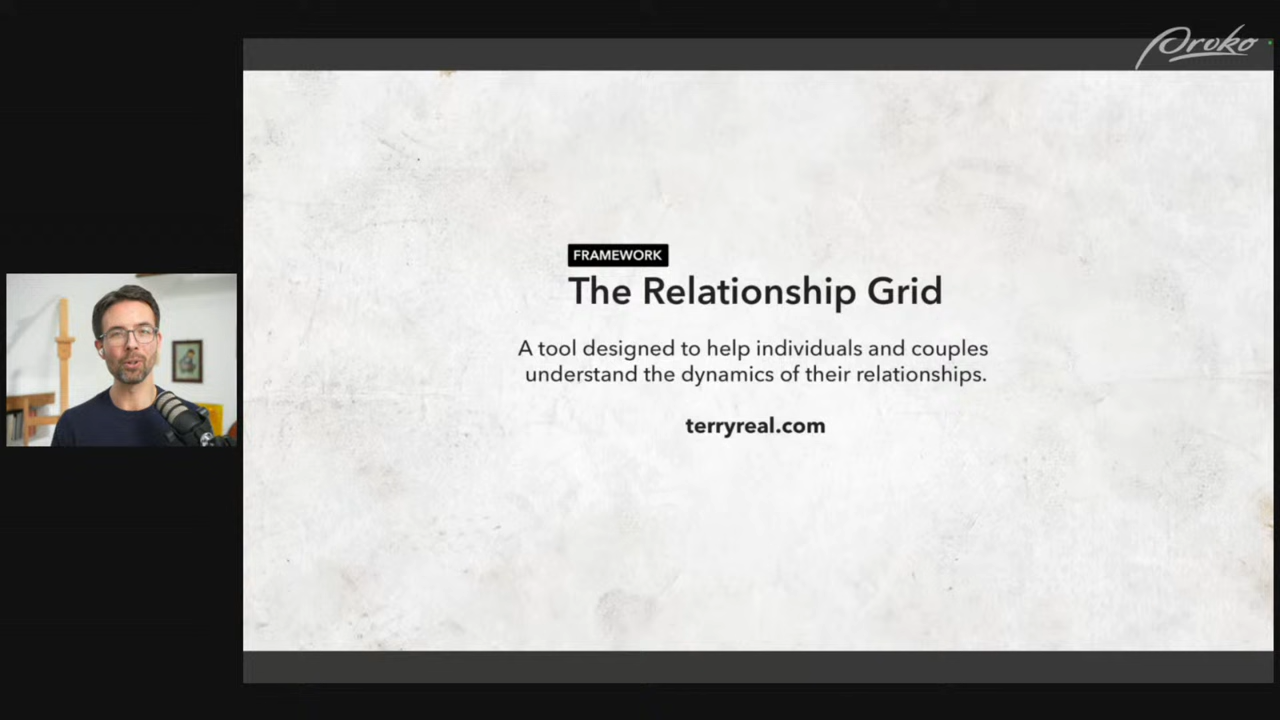 Proko
FRAMEWORK
The Relationship Grid
A tool designed to help individuals and couples
understand the dynamics of their relationships.
terryreal.com